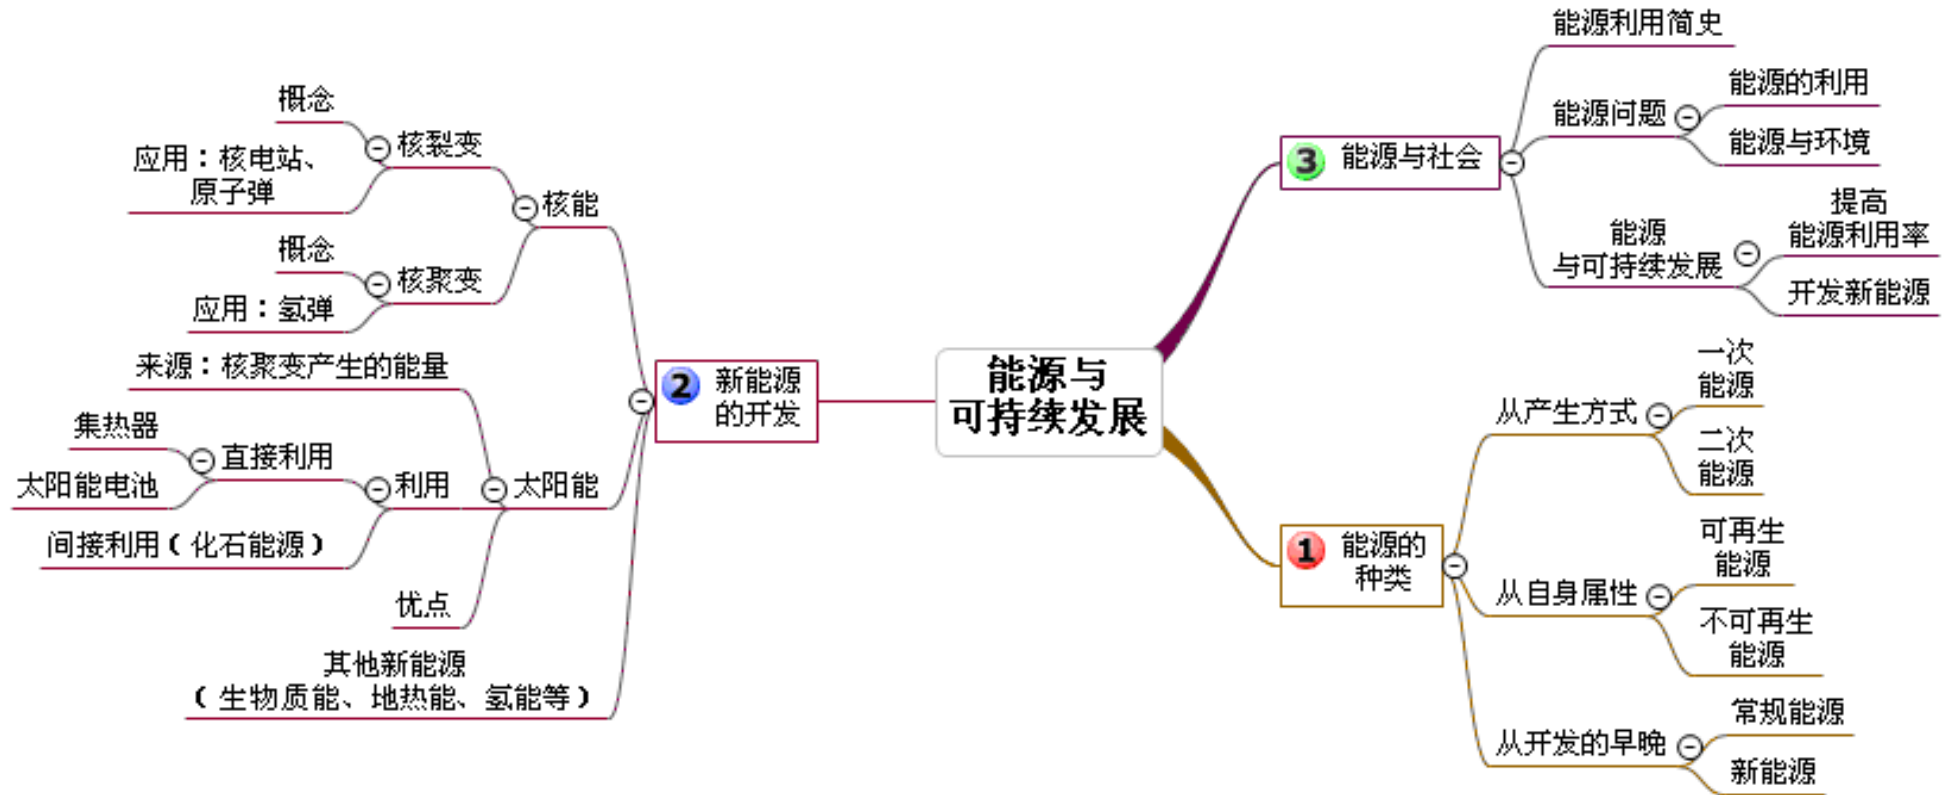 能源与
可持续发展
1
能源的
种类
从产生方式
一次
能源
二次
能源
从自身属性
可再生
能源
不可再生
能源
从开发的早晚
常规能源
新能源
2
新能源
的开发
核能
核裂变
概念
应用：核电站、
原子弹
核聚变
概念
应用：氢弹
太阳能
来源：核聚变产生的能量
利用
直接利用
集热器
太阳能电池
间接利用（化石能源）
优点
其他新能源
（生物质能、地热能、氢能等）
3
能源与社会
能源利用简史
能源问题
能源的利用
能源与环境
能源
与可持续发展
提高
能源利用率
开发新能源